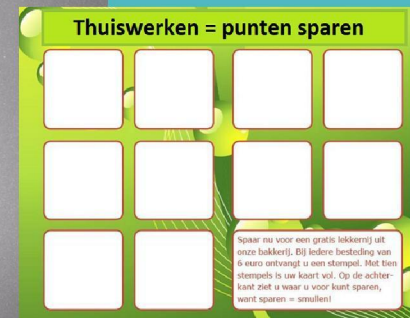 Thuiswerken = punten sparen
Spaar nu voor een gratis lekkernij uit
onze bakkerij. Bij iedere besteding van
6 euro ontvangt u een stempel. Met tien
stempels is uw kaart vol. Op de achter-
kant ziet u waar u voor kunt sparen,
want sparen = smullen!